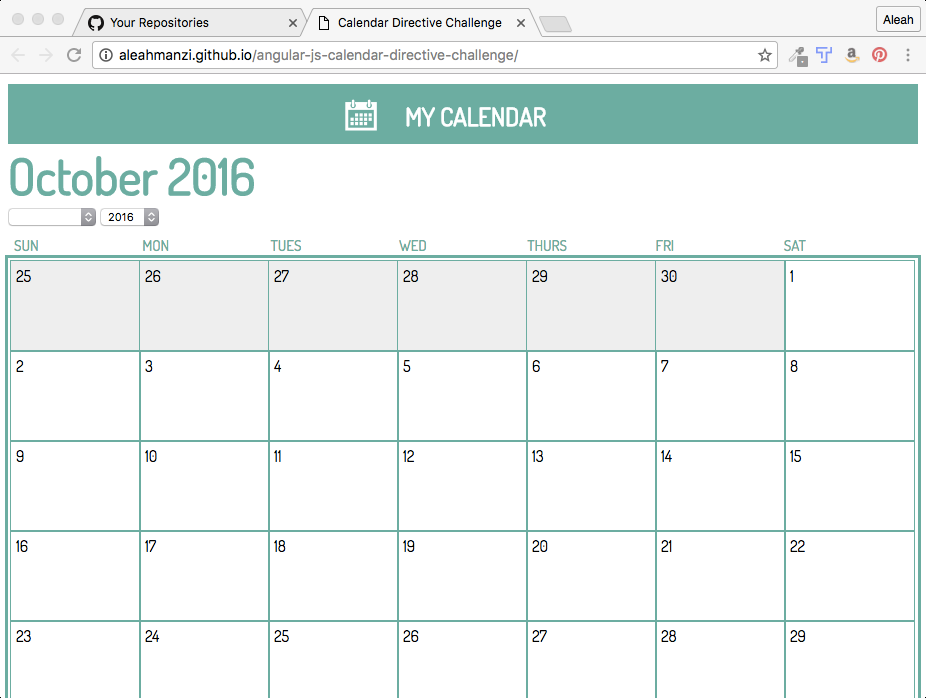 Your Repositories
Calendar Directive Challenge
Aleah
aleahmanzi.github.io/angular-js-calendar-directive-challenge/
MY CALENDAR
October 2016
2016
SUN MON TUES WED THURS FRI SAT
25 26 27 28 29 30 1
2 3 4 5 6 7 8
9 10 11 12 13 14 15
16 17 18 19 20 21 22
23 24 25 26 27 28 29